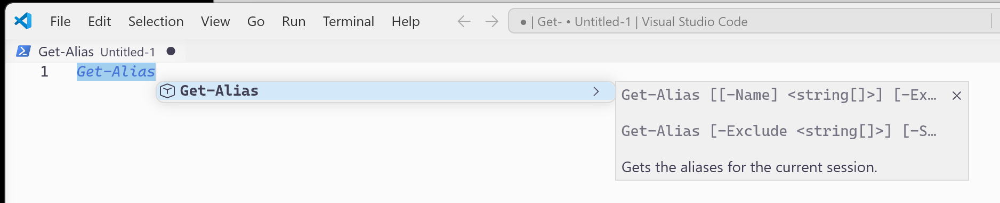 File Edit Selection View Go Run Terminal Help
● | Get- • Untitled-1 | Visual Studio Code
Get-Alias Untitled-1 ●
1 Get-Alias
Get-Alias
Get-Alias [[-Name] <string[]>] [-Ex…
Get-Alias [-Exclude <string[]>] [-S…
Gets the aliases for the current session.